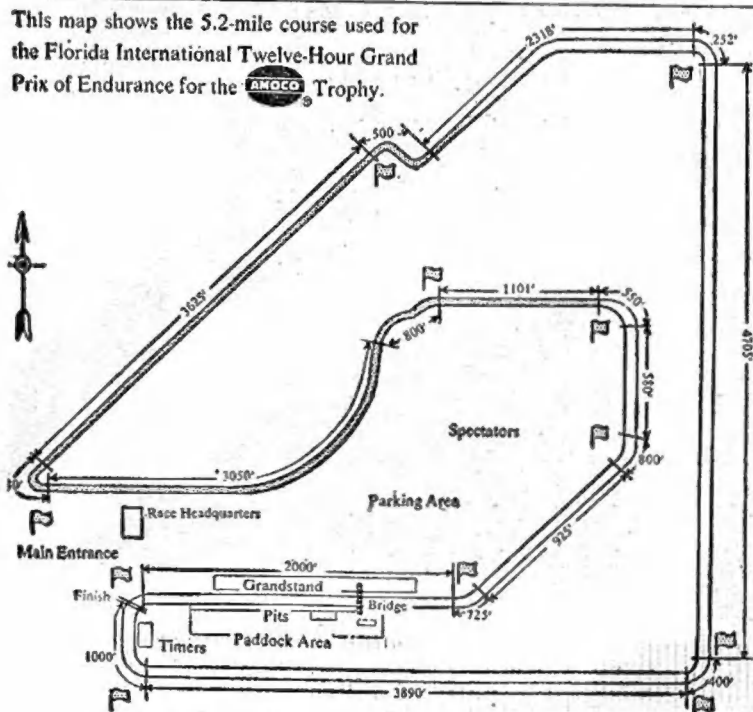 This map shows the 5.2-mile course used for
the Florida International Twelve-Hour Grand
Prix of Endurance for the AMOCO ® Trophy.
2318'
252'
500
3625'
1101'
550'
800'
4705'
580'
Spectators
3050'
800'
Parking Area
Race Headquarters
925'
Main Entrance
2000'
Grandstand
Finish
Bridge
Pits
725'
Timers
Paddock Area
1000'
400'
3890'